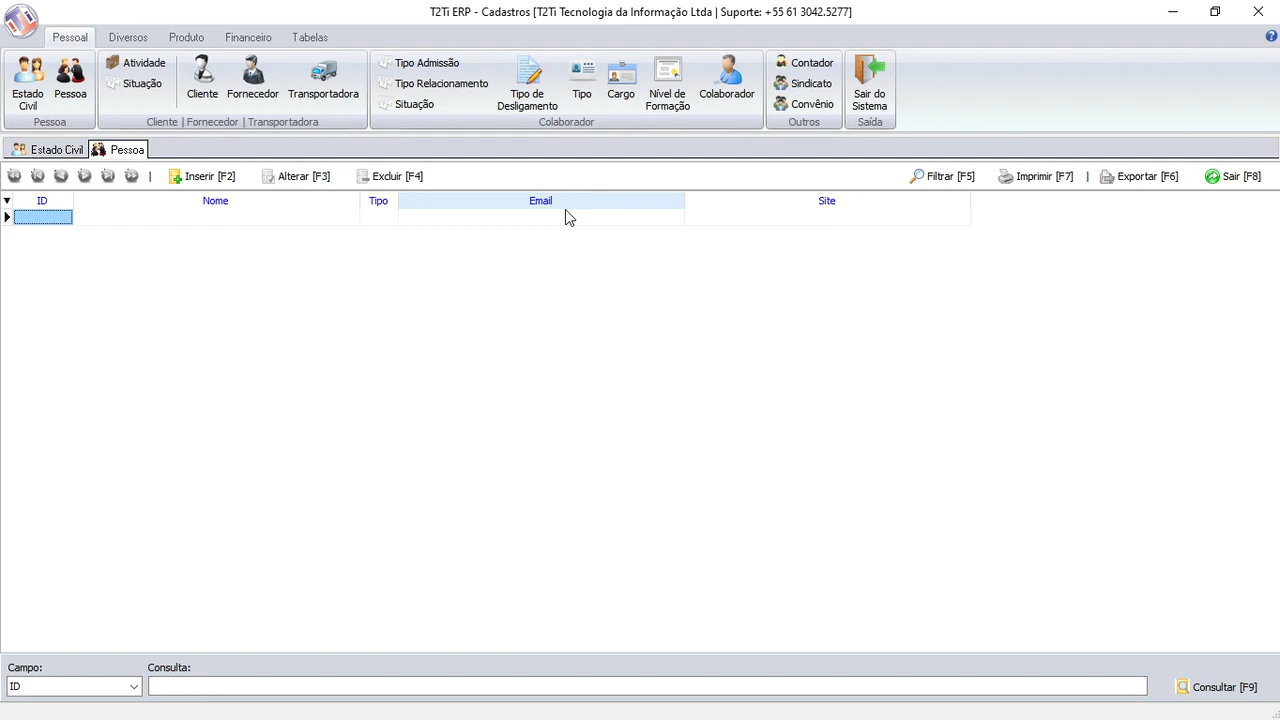 T2Ti ERP - Cadastros [T2Ti Tecnologia da Informação Ltda | Suporte: +55 61 3042.5277]
Pessoal Diversos Produto Financeiro Tabelas
Estado Civil
Pessoa
Pessoa
Atividade
Situação
Cliente
Fornecedor
Transportadora
Cliente | Fornecedor | Transportadora
Tipo Admissão
Tipo Relacionamento
Situação
Tipo de Desligamento
Tipo
Cargo
Nível de Formação
Colaborador
Colaborador
Contador
Sindicato
Convênio
Outros
Sair do Sistema
Saída
Estado Civil Pessoa
| Inserir [F2] Alterar [F3] Excluir [F4] Filtrar [F5] Imprimir [F7] | Exportar [F6] Sair [F8]
ID Nome Tipo Email Site
Campo: Consulta:
ID Consultar [F9]